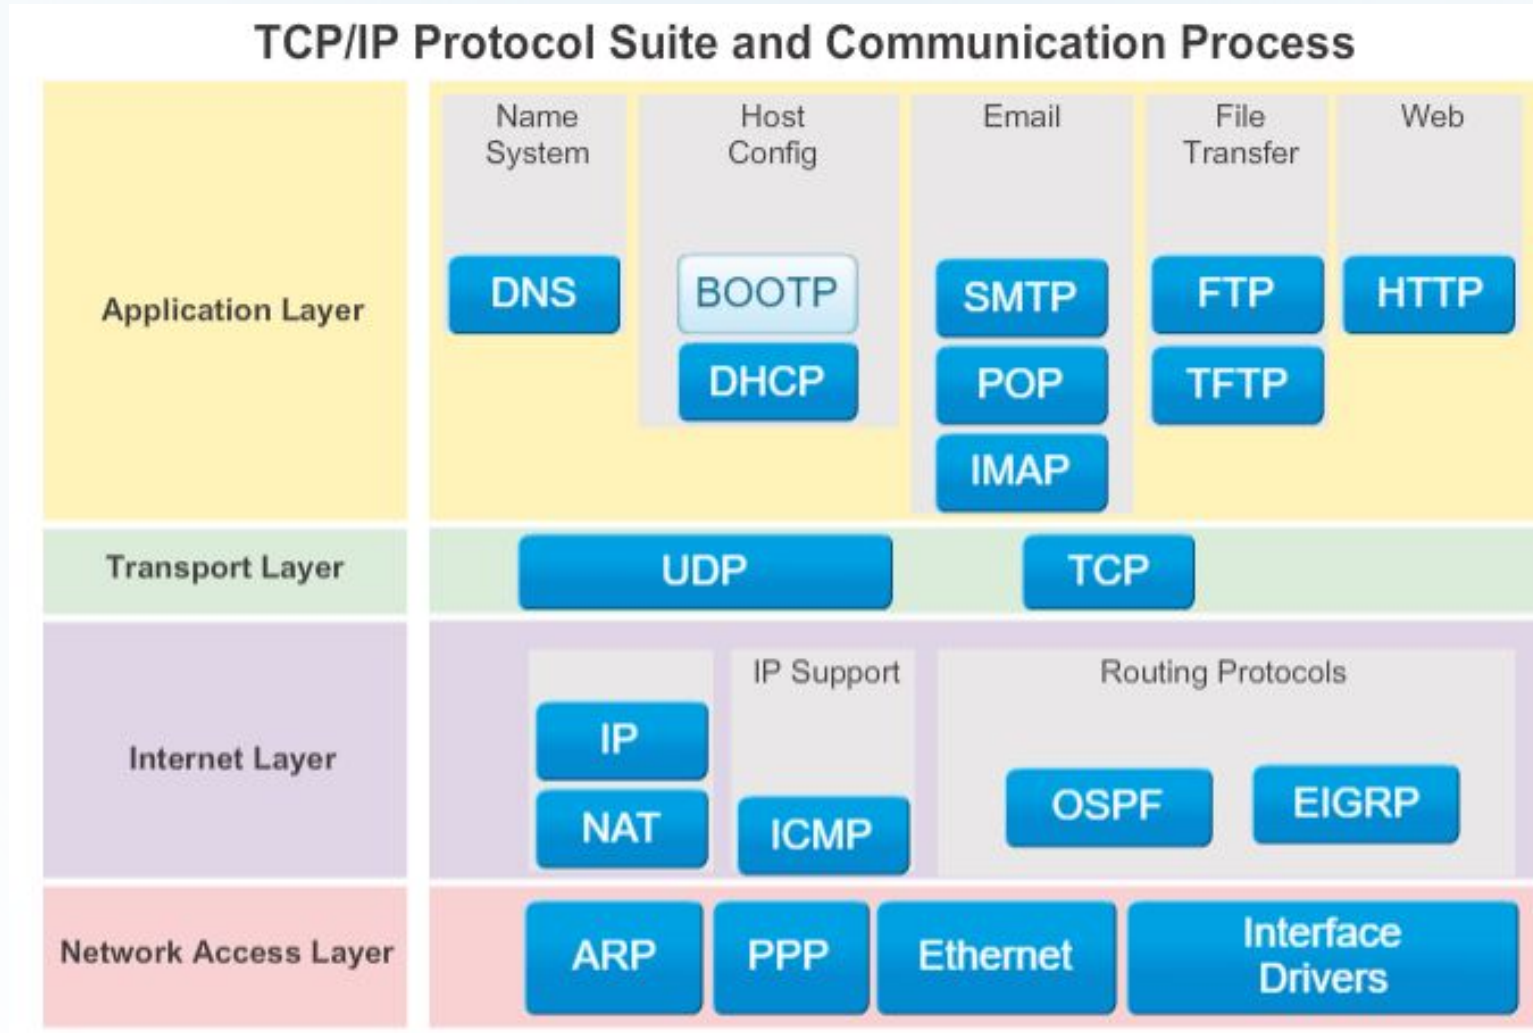 TCP/IP Protocol Suite and Communication Process
Application Layer
Name
System
DNS
Host
Config
BOOTP
DHCP
Email
SMTP
POP
IMAP
File
Transfer
FTP
TFTP
Web
HTTP
Transport Layer
UDP
TCP
Internet Layer
IP
NAT
IP Support
ICMP
Routing Protocols
OSPF
EIGRP
Network Access Layer
ARP
PPP
Ethernet
Interface
Drivers